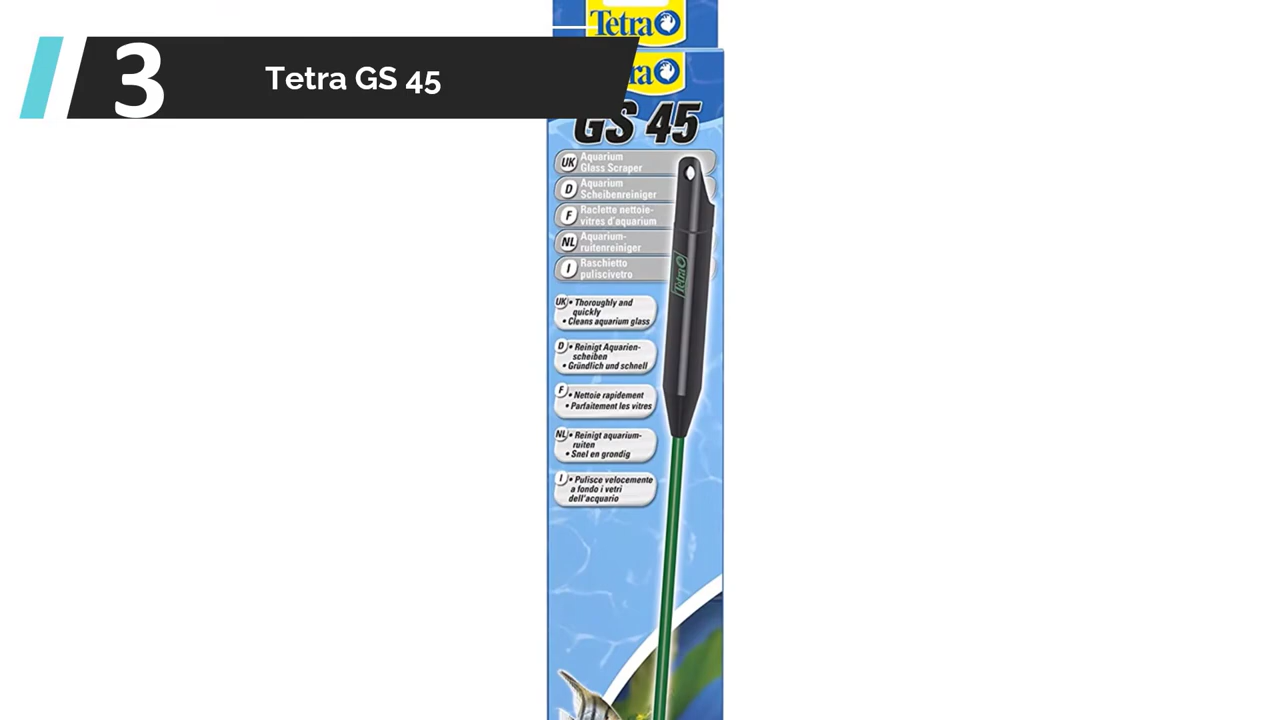 Tetra
3
Tetra GS 45
ra
GS 45
UK
Aquarium
Glass Scraper
D
Aquarium
Scheibenreiniger
F
Raclette nettoie-
vitres d'aquarium
NL
Aquarium-
ruitenreiniger
I
Raschietto
puliscivetro
Tetra
UK
• Thoroughly and
quickly
• Cleans aquarium glass
D
• Reinigt Aquarien-
scheiben
• Gründlich und schnell
F
• Nettoie rapidement
• Parfaitement les vitres
NL
• Reinigt aquarium-
ruiten
• Snel en grondig
I
• Pulisce velocemente
a fondo i vetri
dell'acquario